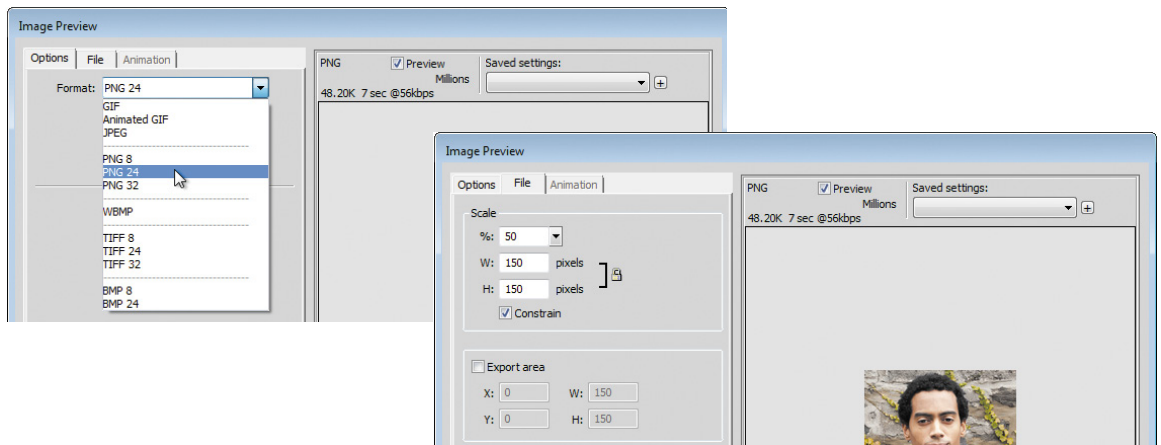 Image Preview
Options File Animation
Format: PNG 24
GIF
Animated GIF
JPEG
PNG 8
PNG 24
PNG 32
WBMP
TIFF 8
TIFF 24
TIFF 32
BMP 8
BMP 24
PNG Preview Saved settings:
Millions
48.20K 7 sec @56kbps
Image Preview
Options File Animation
Scale
%: 50
W: 150 pixels
H: 150 pixels
Constrain
Export area
X: 0 W: 150
Y: 0 H: 150
PNG Preview Saved settings:
Millions
48.20K 7 sec @56kbps